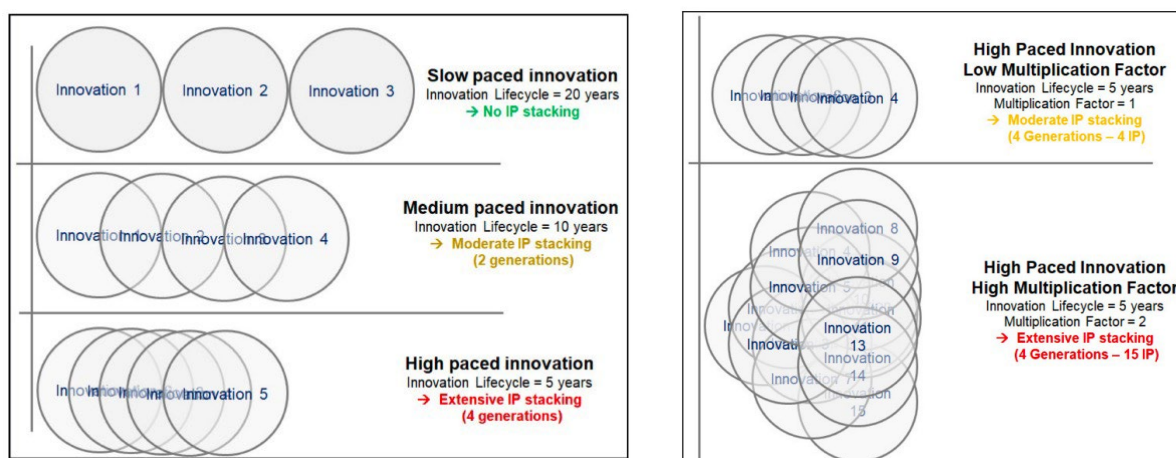 Innovation 1
Innovation 2
Innovation 3
Slow paced innovation
Innovation Lifecycle = 20 years
→ No IP stacking
Innovation 4
Medium paced innovation
Innovation Lifecycle = 10 years
→ Moderate IP stacking
(2 generations)
Innovation 5
High paced innovation
Innovation Lifecycle = 5 years
→ Extensive IP stacking
(4 generations)
Innovation 4
High Paced Innovation
Low Multiplication Factor
Innovation Lifecycle = 5 years
Multiplication Factor = 1
→ Moderate IP stacking
(4 Generations – 4 IP)
Innovation 8
Innovation 9
Innovation
13
Innovation
14
Innovation
15
High Paced Innovation
High Multiplication Factor
Innovation Lifecycle = 5 years
Multiplication Factor = 2
→ Extensive IP stacking
(4 Generations – 15 IP)